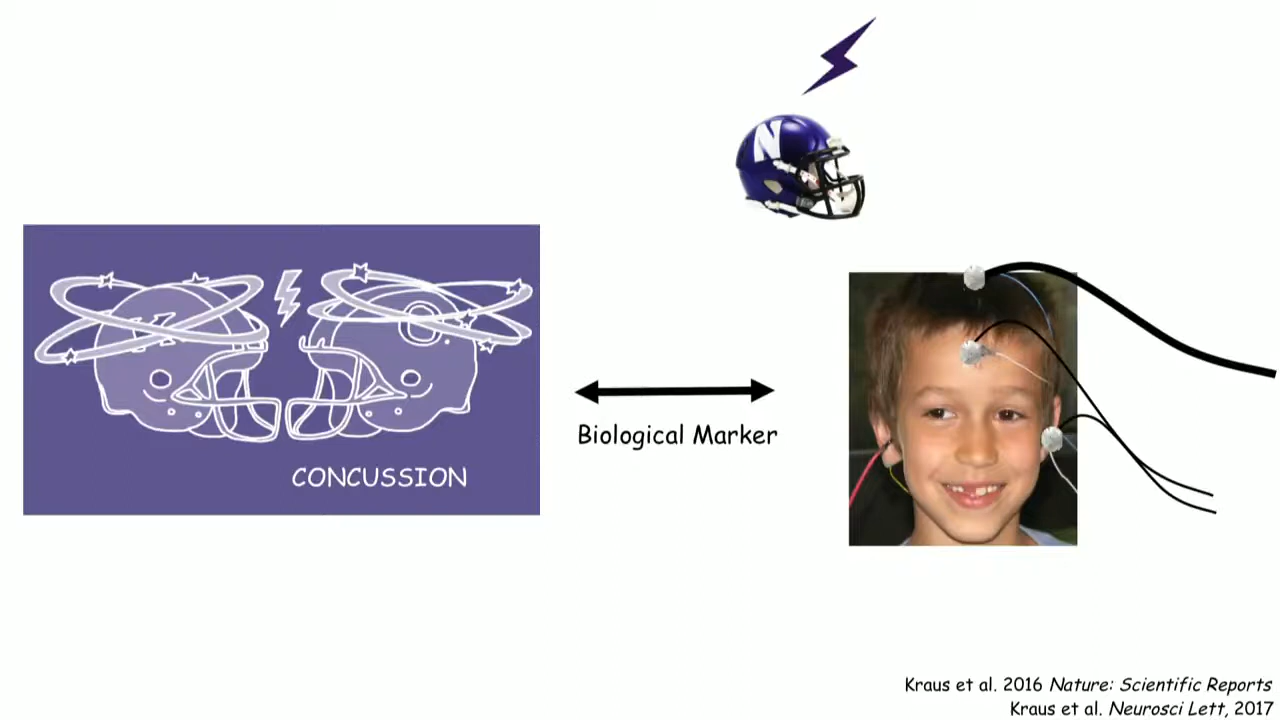 N
CONCUSSION
Biological Marker
Kraus et al. 2016 Nature: Scientific Reports
Kraus et al. Neurosci Lett, 2017